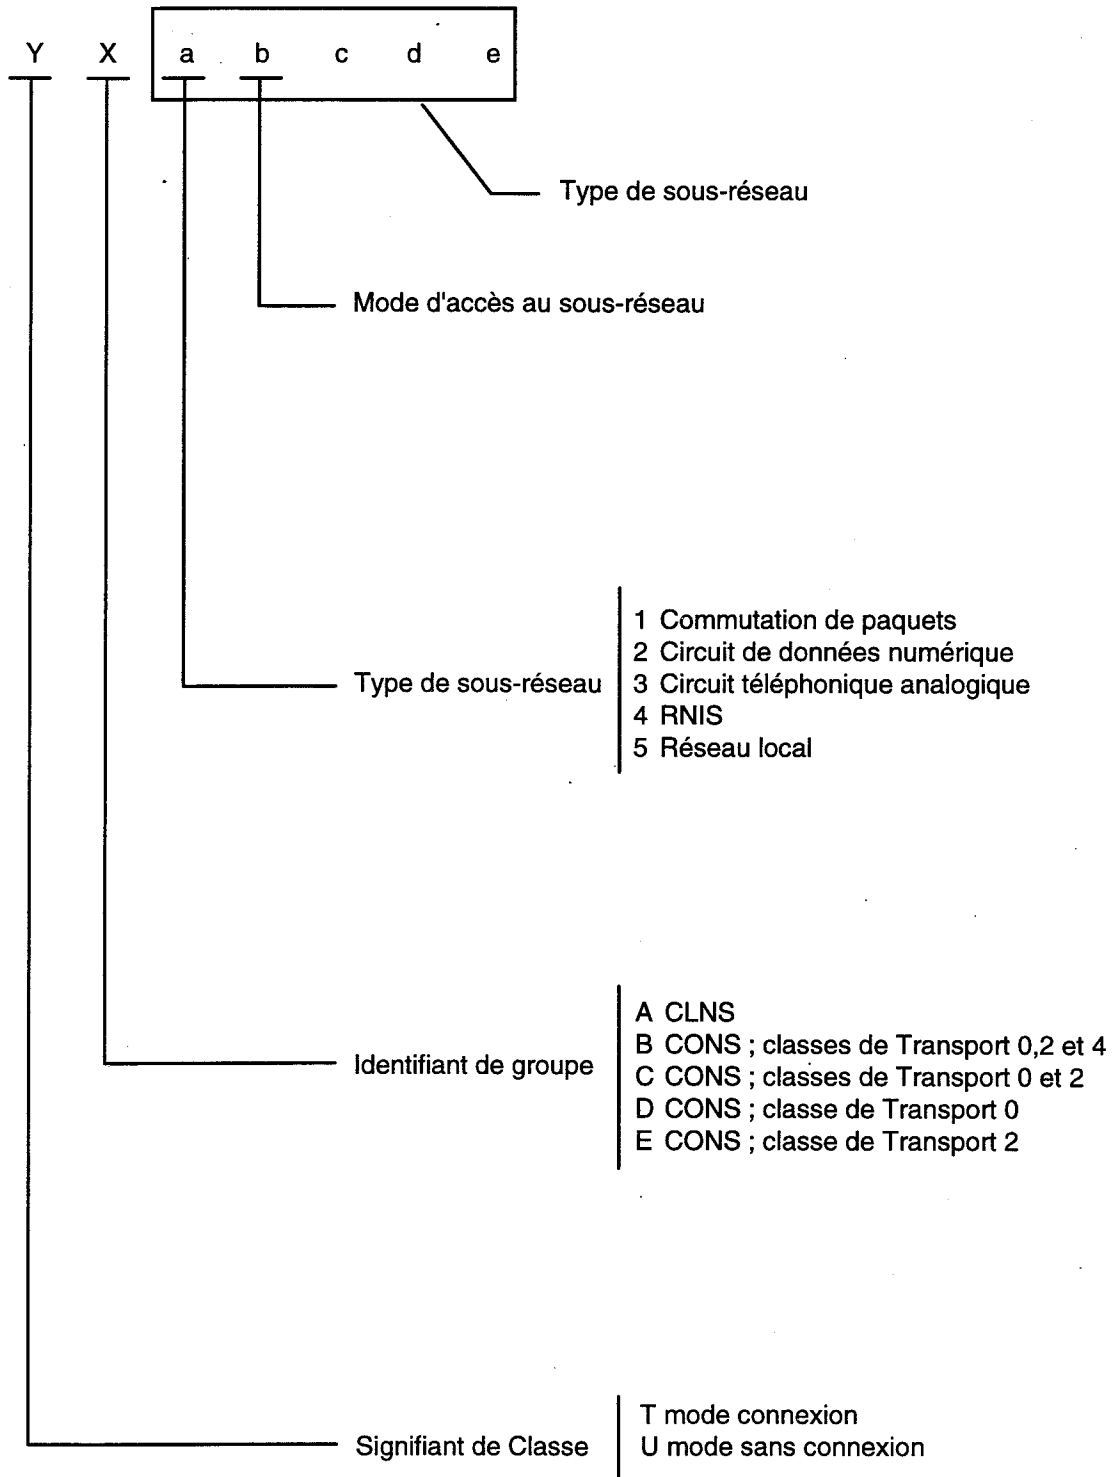 Y X a b c d e
Type de sous-réseau
Mode d'accès au sous-réseau
Type de sous-réseau
1 Commutation de paquets
2 Circuit de données numérique
3 Circuit téléphonique analogique
4 RNIS
5 Réseau local
Identifiant de groupe
A CLNS
B CONS ; classes de Transport 0,2 et 4
C CONS ; classes de Transport 0 et 2
D CONS ; classe de Transport 0
E CONS ; classe de Transport 2
Signifiant de Classe
T mode connexion
U mode sans connexion